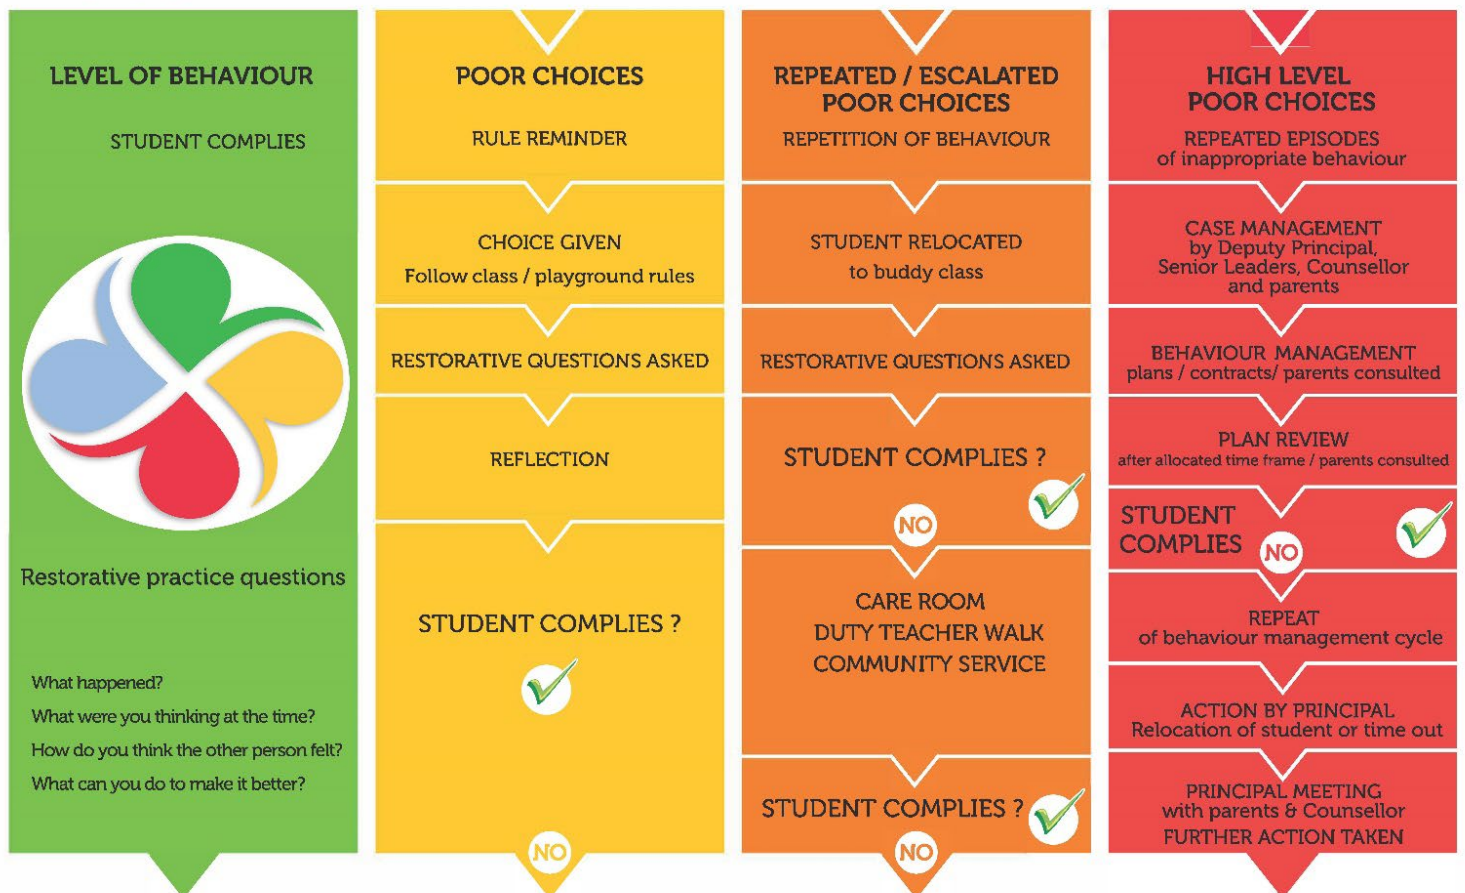 LEVEL OF BEHAVIOUR
STUDENT COMPLIES
Restorative practice questions
What happened?
What were you thinking at the time?
How do you think the other person felt?
What can you do to make it better?
POOR CHOICES
RULE REMINDER
CHOICE GIVEN
Follow class / playground rules
RESTORATIVE QUESTIONS ASKED
REFLECTION
STUDENT COMPLIES ?
NO
REPEATED / ESCALATED
POOR CHOICES
REPETITION OF BEHAVIOUR
STUDENT RELOCATED
to buddy class
RESTORATIVE QUESTIONS ASKED
STUDENT COMPLIES ?
NO
CARE ROOM
DUTY TEACHER WALK
COMMUNITY SERVICE
STUDENT COMPLIES ?
NO
HIGH LEVEL
POOR CHOICES
REPEATED EPISODES
of inappropriate behaviour
CASE MANAGEMENT
by Deputy Principal,
Senior Leaders, Counsellor
and parents
BEHAVIOUR MANAGEMENT
plans / contracts/ parents consulted
PLAN REVIEW
after allocated time frame / parents consulted
STUDENT
COMPLIES
NO
REPEAT
of behaviour management cycle
ACTION BY PRINCIPAL
Relocation of student or time out
PRINCIPAL MEETING
with parents & Counsellor
FURTHER ACTION TAKEN